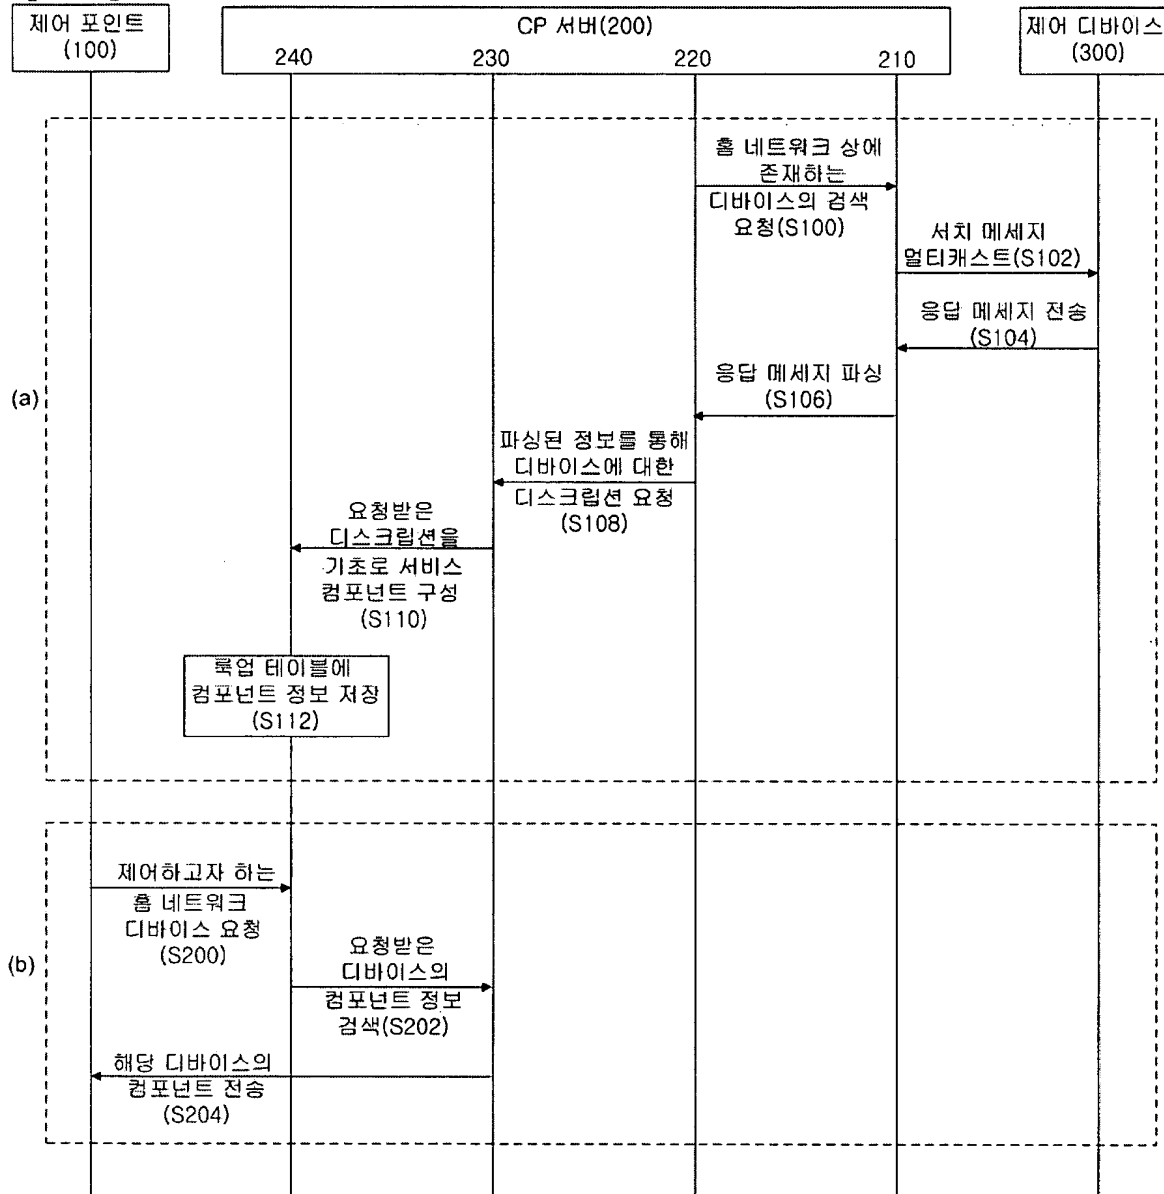 제어 포인트
(100)
CP 서버(200)
240
230
220
210
제어 디바이스
(300)
(a)
홈 네트워크 상에
존재하는
디바이스의 검색
요청(S100)
서치 메세지
멀티캐스트(S102)
응답 메세지 전송
(S104)
응답 메세지 파싱
(S106)
파싱된 정보를 통해
디바이스에 대한
디스크립션 요청
(S108)
요청받은
디스크립션을
기초로 서비스
컴포넌트 구성
(S110)
룩업 테이블에
컴포넌트 정보 저장
(S112)
(b)
제어하고자 하는
홈 네트워크
디바이스 요청
(S200)
요청받은
디바이스의
컴포넌트 정보
검색(S202)
해당 디바이스의
컴포넌트 전송
(S204)